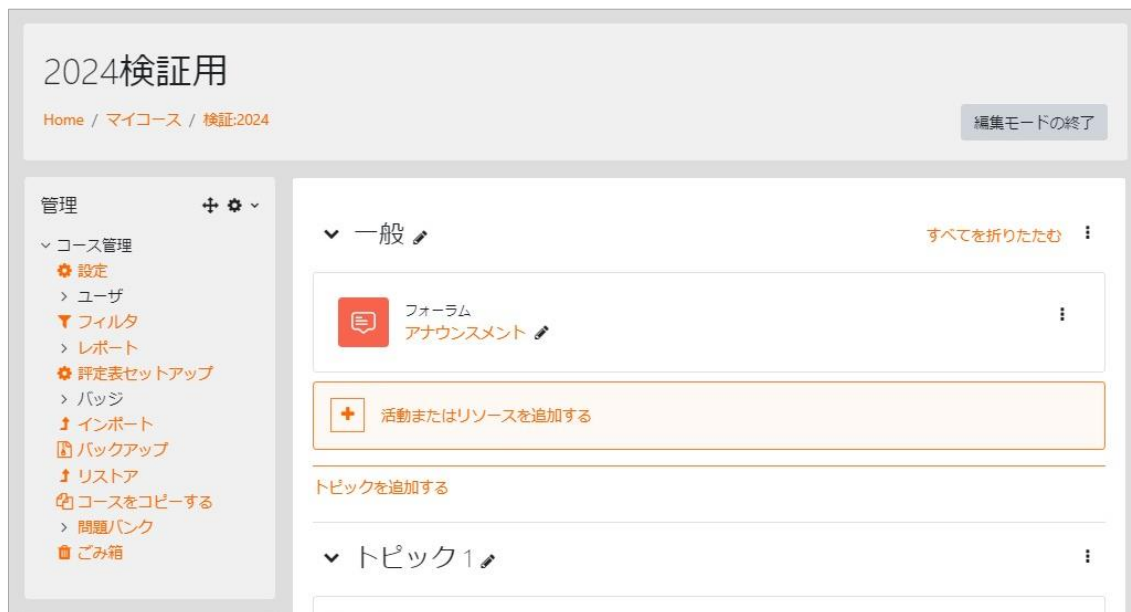 2024検証用
Home / マイコース / 検証:2024
編集モードの終了
管理
コース管理
設定
ユーザ
フィルタ
レポート
評定表セットアップ
バッジ
インポート
バックアップ
リストア
コースをコピーする
問題バンク
ごみ箱
一般
すべてを折りたたむ
フォーラム
アナウンスメント
活動またはリソースを追加する
トピックを追加する
トピック 1